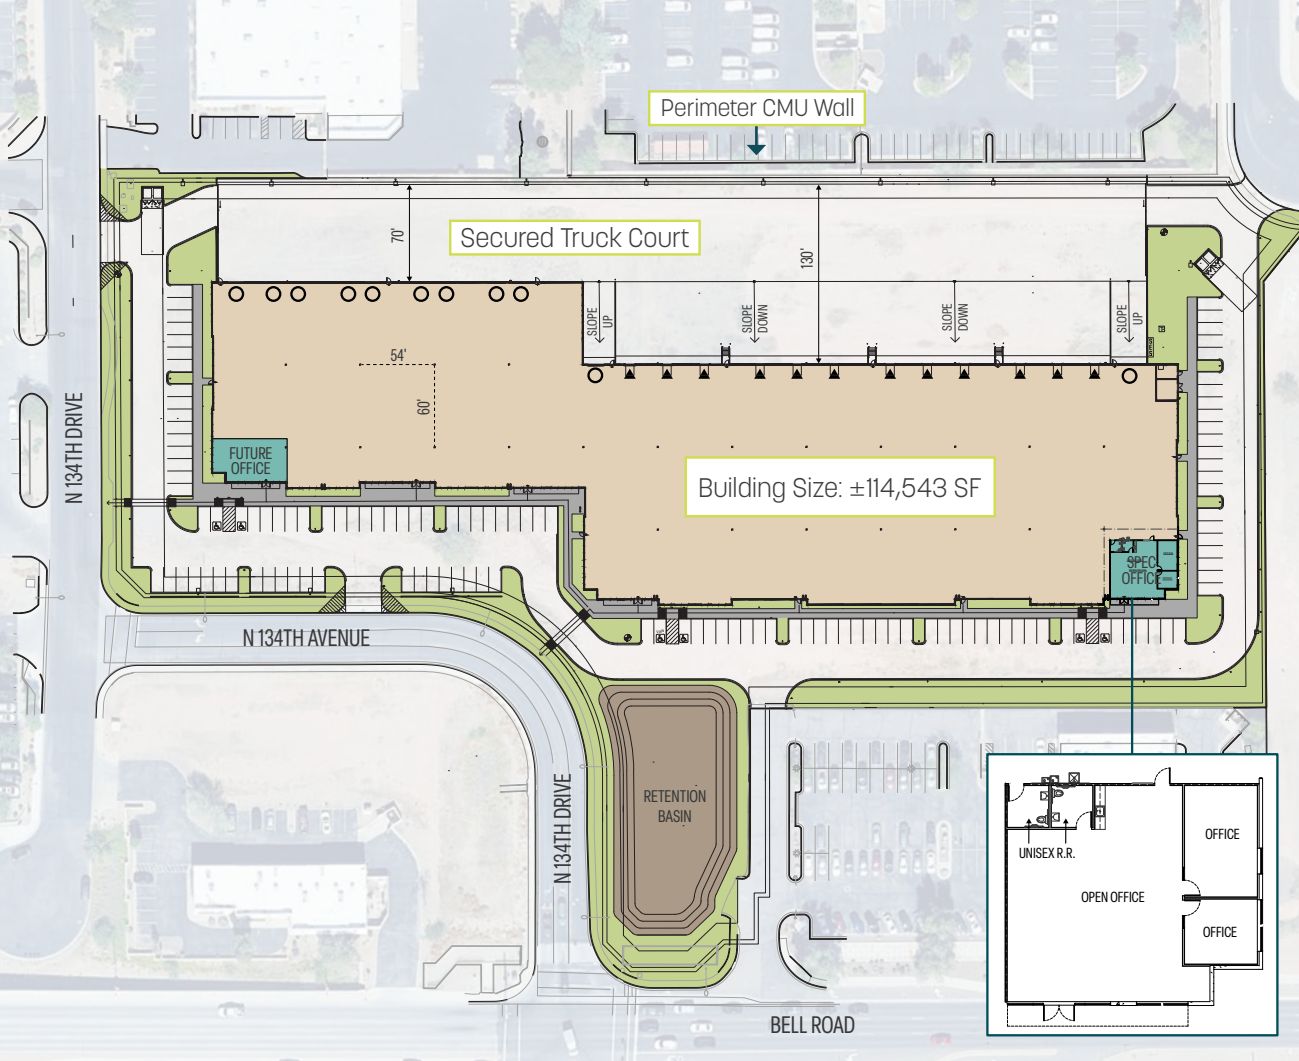 Perimeter CMU Wall
Secured Truck Court
70'
130'
SLOPE
UP
SLOPE
DOWN
SLOPE
DOWN
SLOPE
UP
54'
60'
N 134TH DRIVE
FUTURE
OFFICE
Building Size: ±114,543 SF
SPEC
OFFICE
N 134TH AVENUE
RETENTION
BASIN
N 134TH DRIVE
OFFICE
UNISEX R.R.
OPEN OFFICE
OFFICE
BELL ROAD